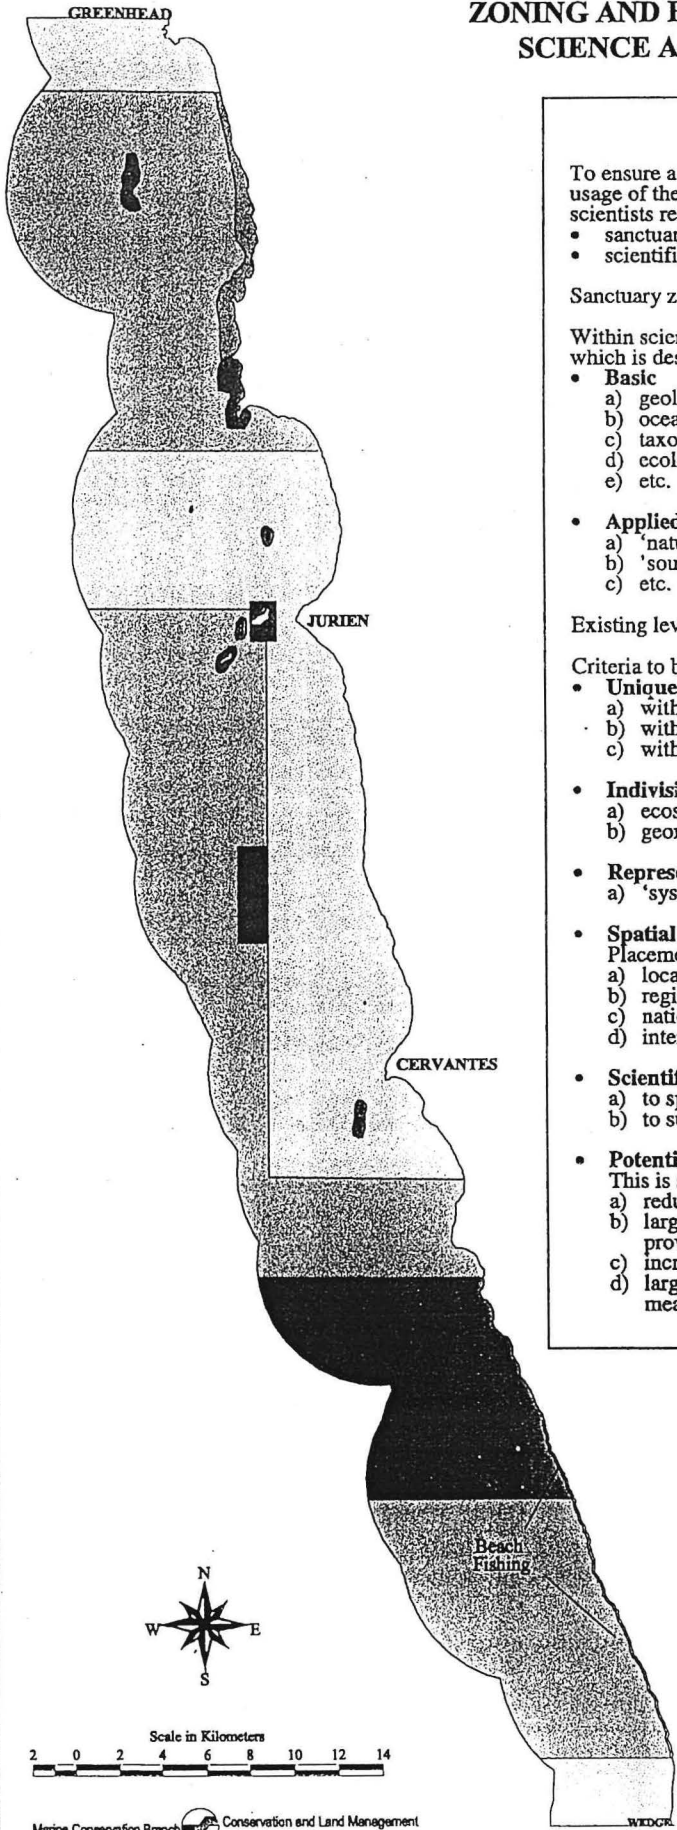 ZONING AND
SCIENCE A
GREENHEAD
To ensure a
usage of the
scientists re
• sanctuar
• scientifi
Sanctuary z
Within scien
which is des
• Basic
a) geol
b) ocea
c) taxo
d) ecol
e) etc.
• Applied
a) 'natu
b) 'sou
c) etc.
Existing lev
Criteria to b
• Unique
a) with
b) with
c) with
• Indivisi
a) ecos
b) geor
• Represe
a) 'sys
• Spatial
Placeme
a) loca
b) regi
c) natio
d) inter
• Scientif
a) to sp
b) to su
• Potenti
This is
a) redu
b) larg
prov
c) incr
d) larg
mea
JURIEN
CERVANTES
Beach
Fishing
N
W E
S
Scale in Kilometers
2 0 2 4 6 8 10 12 14
Marine Conservation Branch Conservation and Land Management
WEDGE